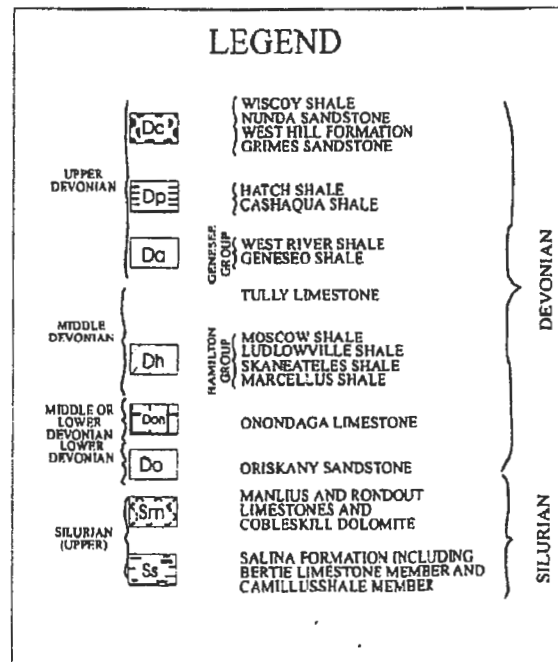 LEGEND
Dc
WISCOY SHALE
NUNDA SANDSTONE
WEST HILL FORMATION
GRIMES SANDSTONE
UPPER
DEVONIAN
Dp
HATCH SHALE
CASHAQUA SHALE
Da
GENESEE
GROUP
WEST RIVER SHALE
GENESEO SHALE
TULLY LIMESTONE
MIDDLE
DEVONIAN
Dh
HAMILTON
GROUP
MOSCOW SHALE
LUDLOWVILLE SHALE
SKANEATELES SHALE
MARCELLUS SHALE
MIDDLE OR
LOWER
DEVONIAN
LOWER
DEVONIAN
Don
ONONDAGA LIMESTONE
Do
ORISKANY SANDSTONE
DEVONIAN
SILURIAN
(UPPER)
Sm
MANLIUS AND RONDOUT
LIMESTONES AND
COBLESKILL DOLOMITE
Ss
SALINA FORMATION INCLUDING
BERTIE LIMESTONE MEMBER AND
CAMILLUSSHALE MEMBER
SILURIAN